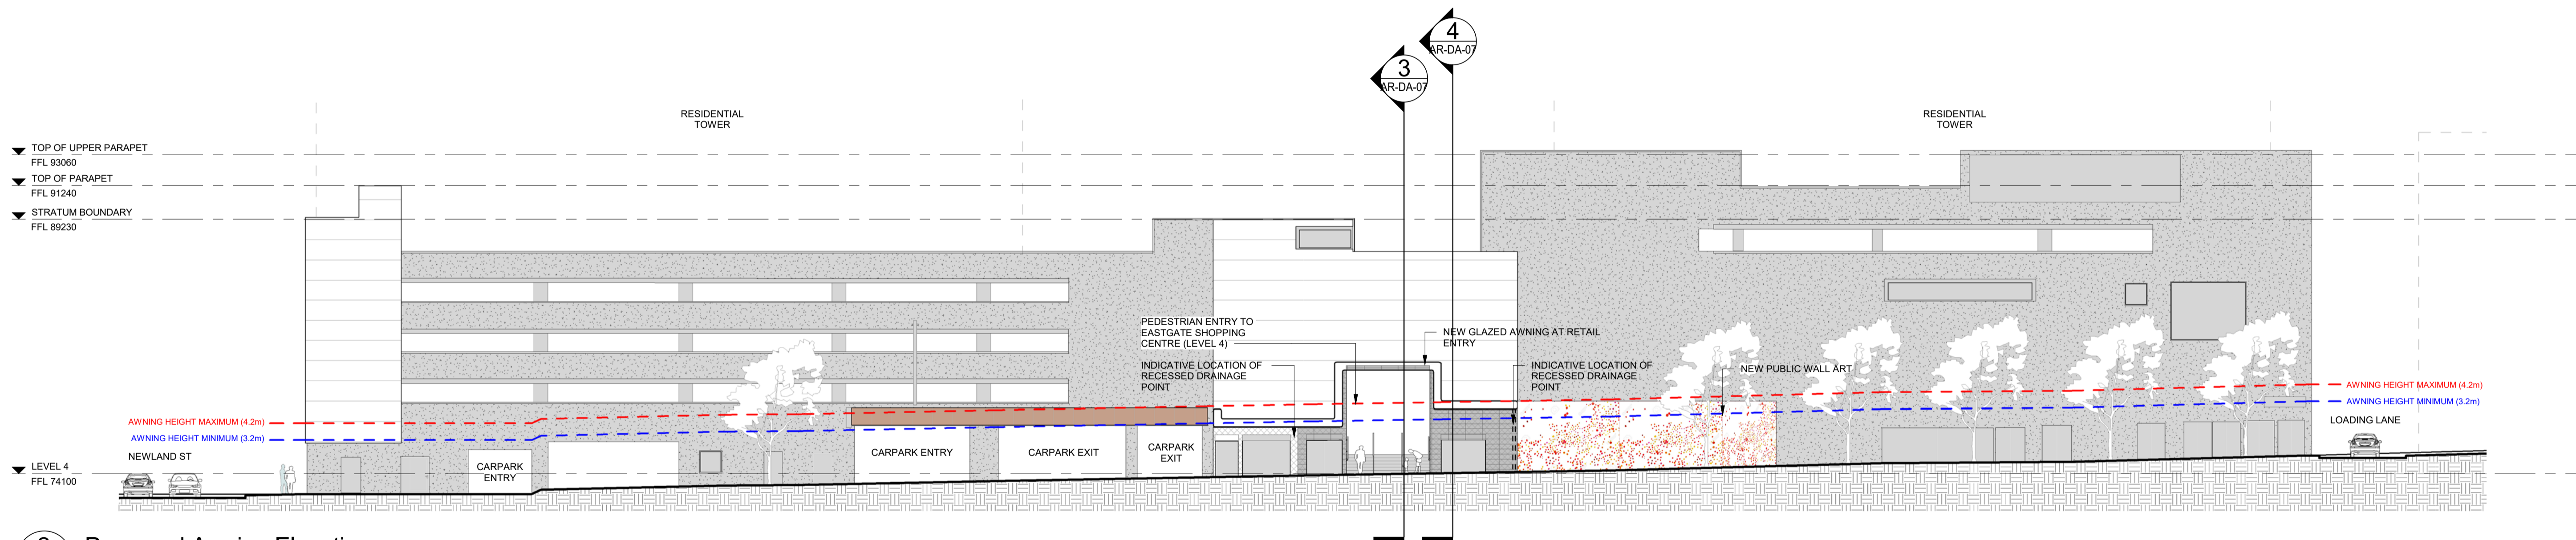 4
AR-DA-07
3
AR-DA-07
RESIDENTIAL
TOWER
RESIDENTIAL
TOWER
TOP OF UPPER PARAPET
FFL 93060
TOP OF PARAPET
FFL 91240
STRATUM BOUNDARY
FFL 89230
PEDESTRIAN ENTRY TO
EASTGATE SHOPPING
CENTRE (LEVEL 4)
NEW GLAZED AWNING AT RETAIL
ENTRY
INDICATIVE LOCATION OF
RECESSED DRAINAGE
POINT
INDICATIVE LOCATION OF
RECESSED DRAINAGE
POINT
NEW PUBLIC WALL ART
AWNING HEIGHT MAXIMUM (4.2m)
AWNING HEIGHT MINIMUM (3.2m)
AWNING HEIGHT MAXIMUM (4.2m)
AWNING HEIGHT MINIMUM (3.2m)
NEWLAND ST
LOADING LANE
CARPARK
ENTRY
CARPARK ENTRY
CARPARK EXIT
CARPARK
EXIT
LEVEL 4
FFL 74100